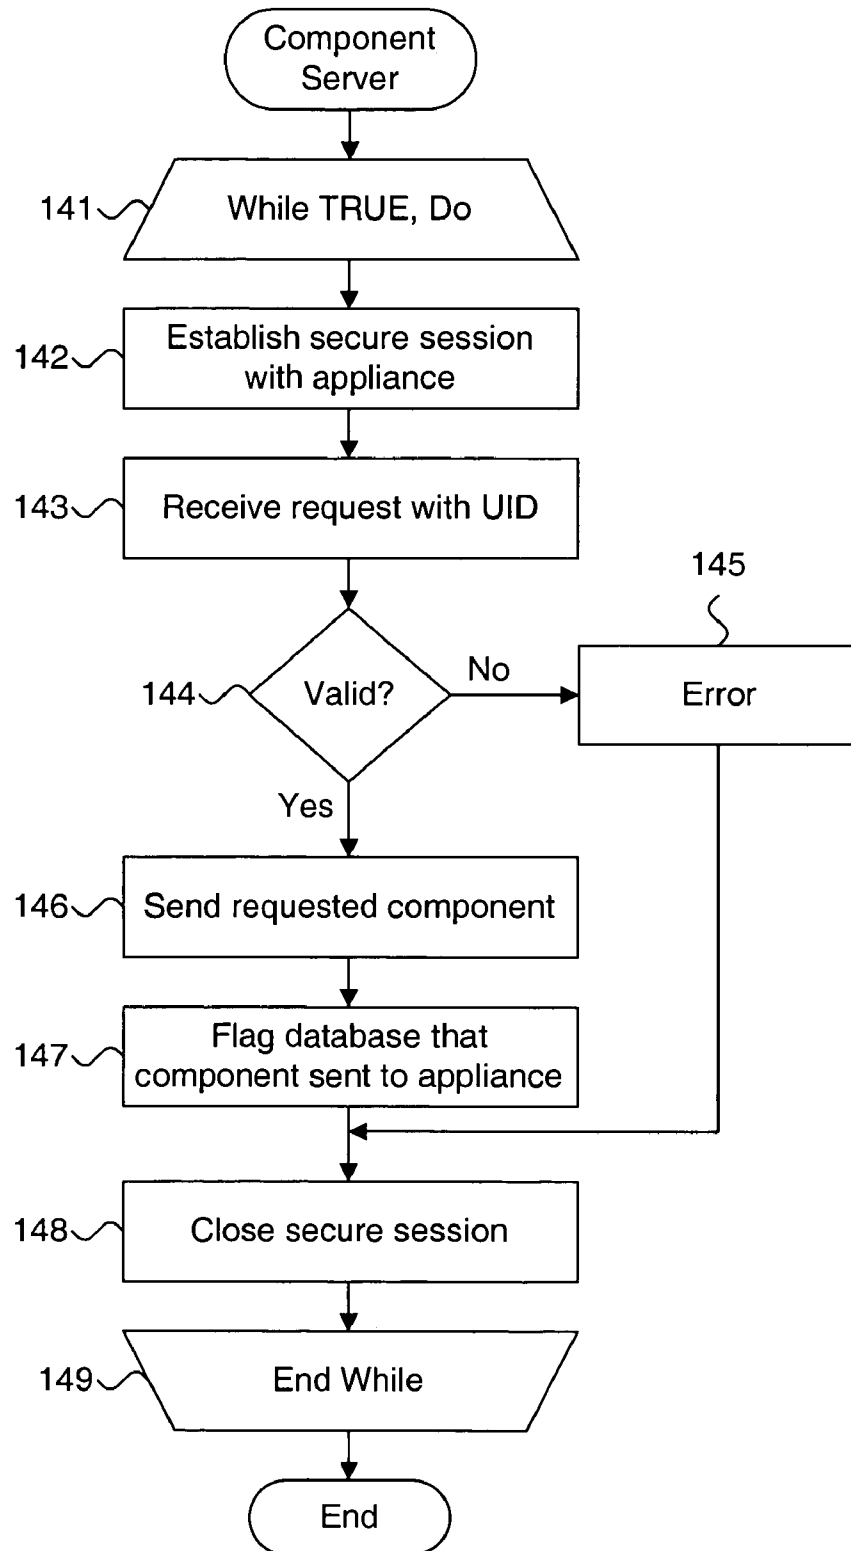 Component
Server
141
While TRUE, Do
142
Establish secure session
with appliance
143
Receive request with UID
145
144
Valid?
No
Error
Yes
146
Send requested component
147
Flag database that
component sent to appliance
148
Close secure session
149
End While
End